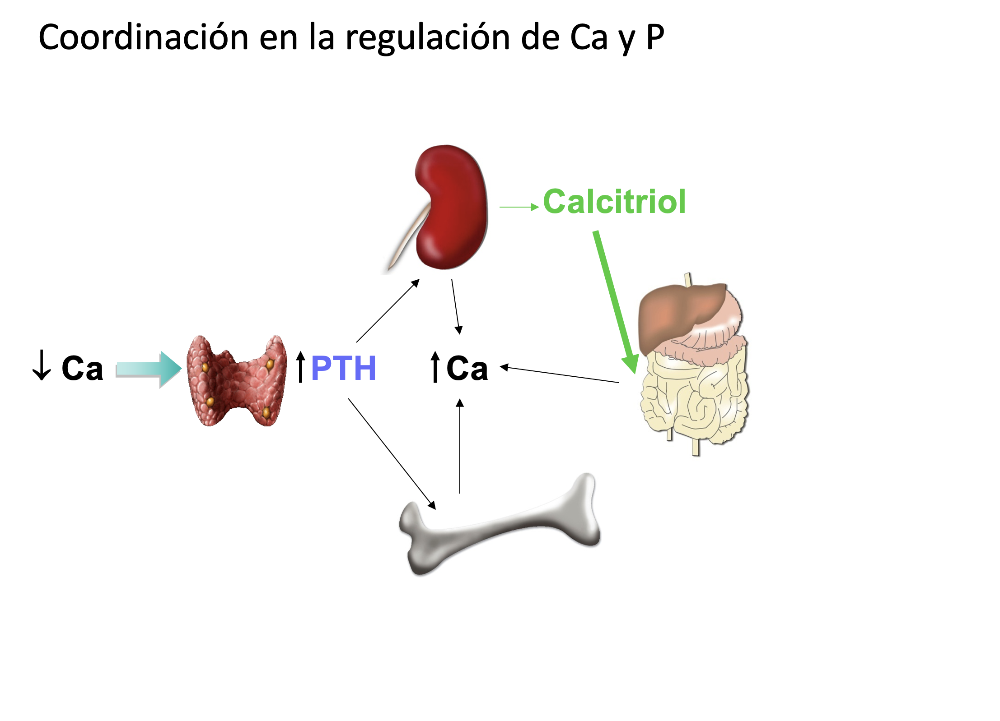 Coordinación en la regulación de Ca y P
Calcitriol
↓ Ca
↑ PTH
↑ Ca